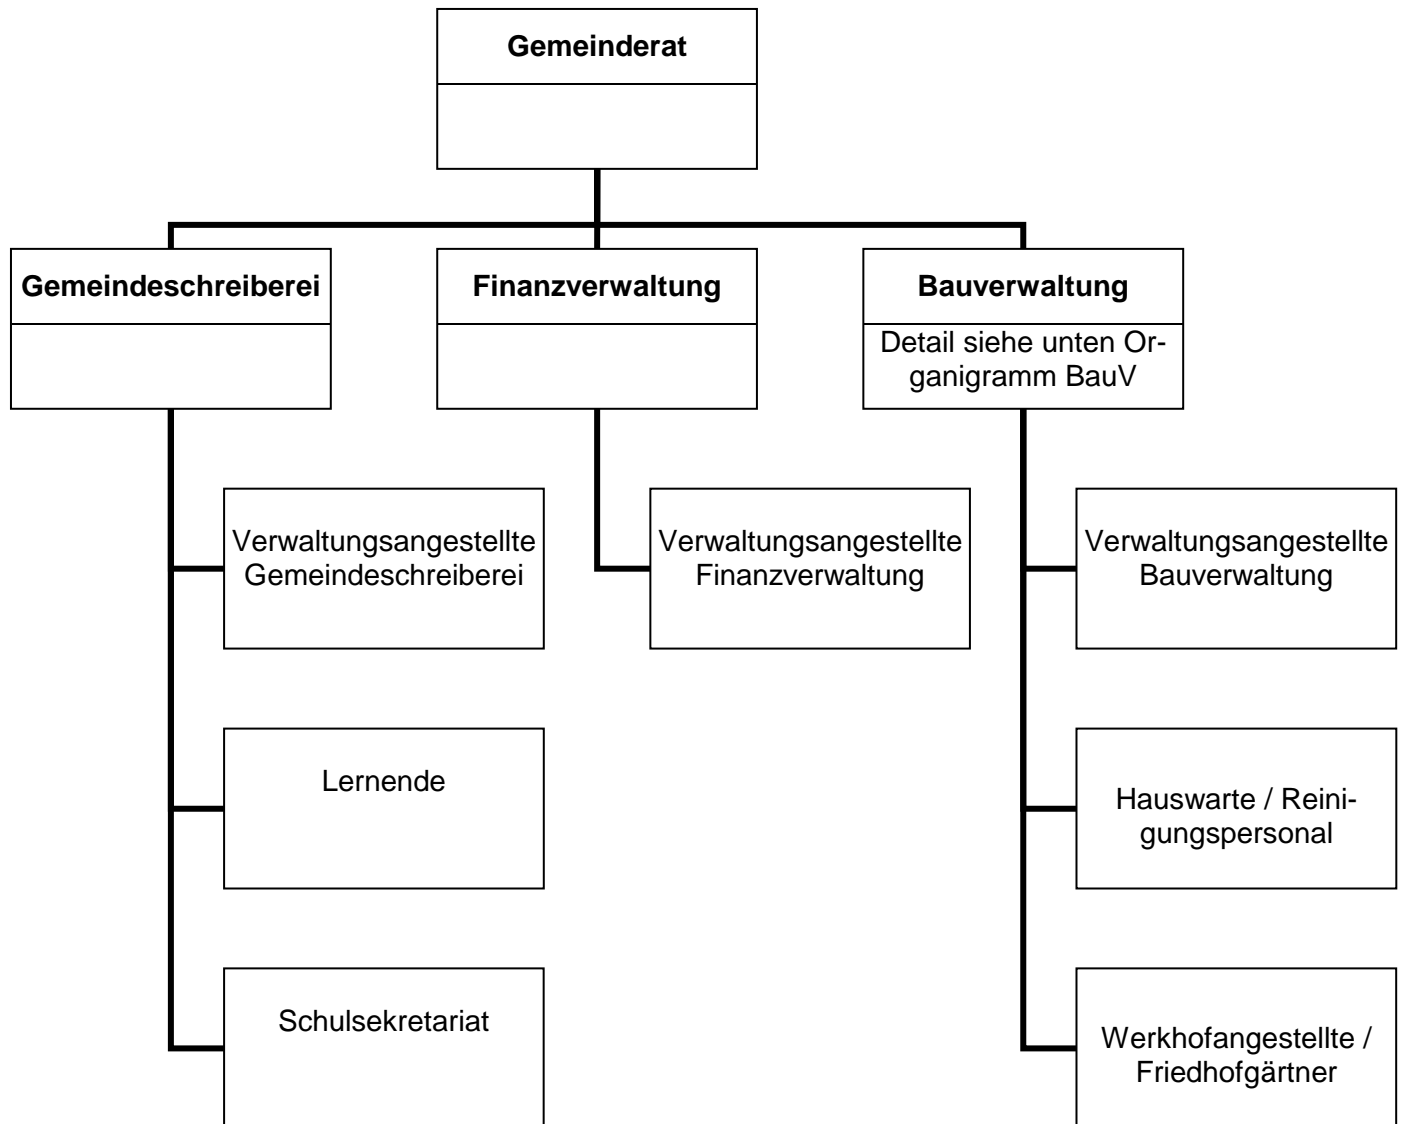 Gemeinderat
Gemeindeschreiberei
Finanzverwaltung
Bauverwaltung
Detail siehe unten Or-
ganigramm BauV
Verwaltungsangestellte
Gemeindeschreiberei
Verwaltungsangestellte
Finanzverwaltung
Verwaltungsangestellte
Bauverwaltung
Lernende
Hauswarte / Reini-
gungspersonal
Schulsekretariat
Werkhofangestellte /
Friedhofgärtner